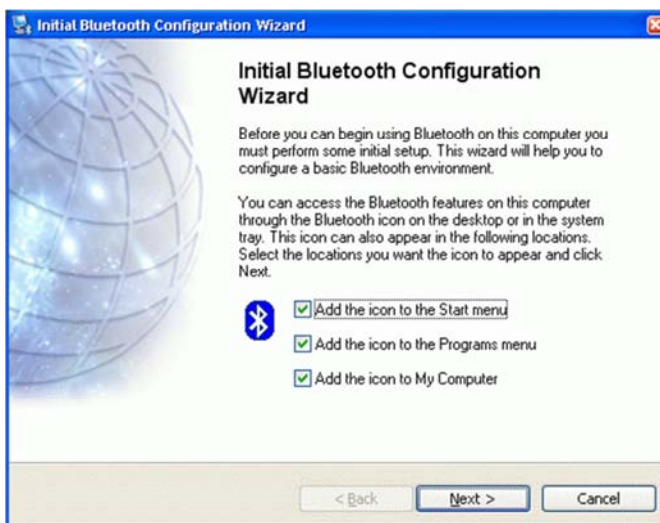 Initial Bluetooth Configuration Wizard
Initial Bluetooth Configuration
Wizard
Before you can begin using Bluetooth on this computer you
must perform some initial setup. This wizard will help you to
configure a basic Bluetooth environment.
You can access the Bluetooth features on this computer
through the Bluetooth icon on the desktop or in the system
tray. This icon can also appear in the following locations.
Select the locations you want the icon to appear and click
Next.
Add the icon to the Start menu
Add the icon to the Programs menu
Add the icon to My Computer
< Back Next > Cancel